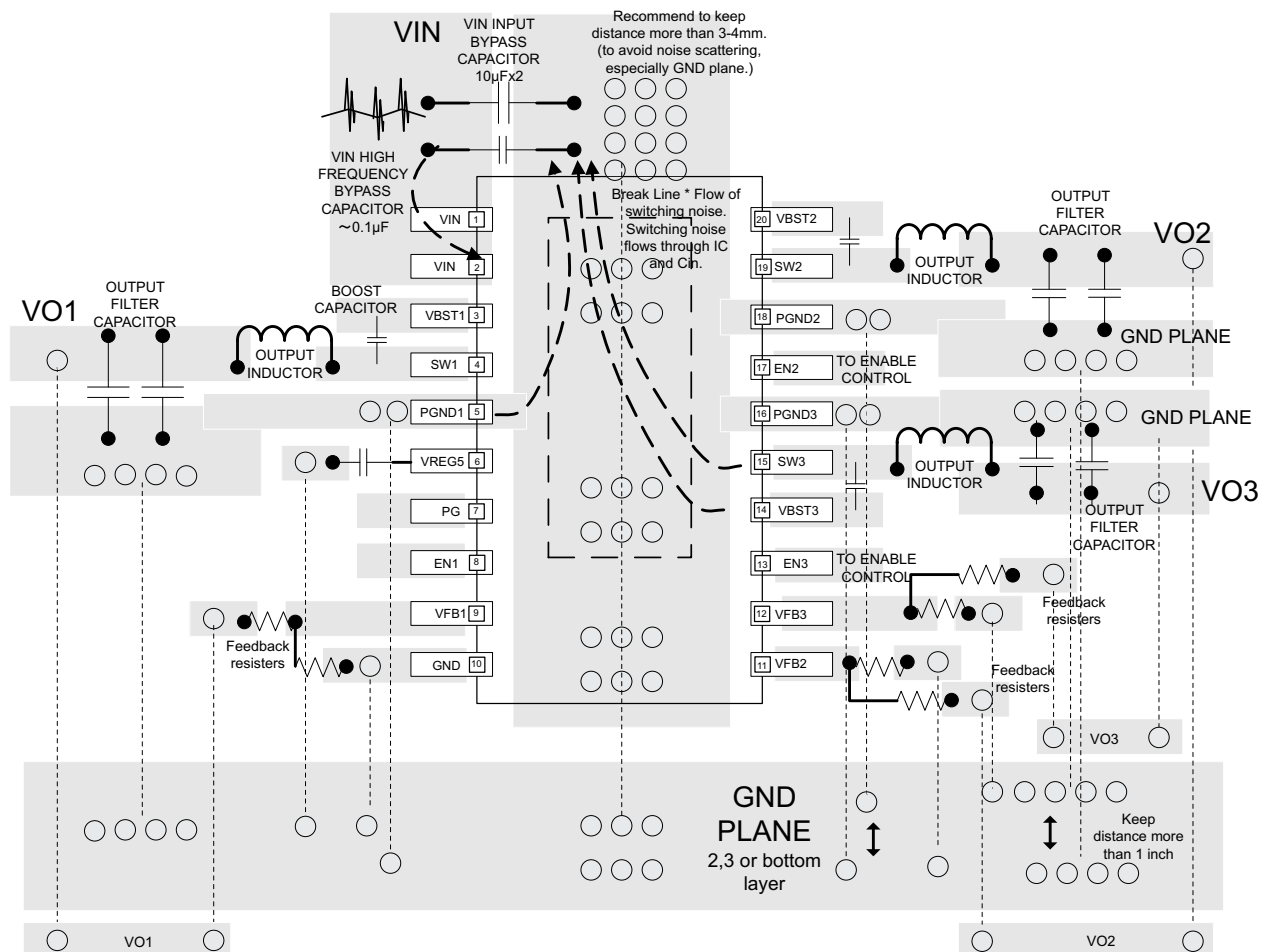 VIN
VIN INPUT
BYPASS
CAPACITOR
10µFx2
Recommend to keep
distance more than 3-4mm.
(to avoid noise scattering,
especially GND plane.)
VIN HIGH
FREQUENCY
BYPASS
CAPACITOR
~0.1µF
Break Line * Flow of
switching noise.
Switching noise
flows through IC
and Cin.
VO1
OUTPUT
FILTER
CAPACITOR
OUTPUT
INDUCTOR
BOOST
CAPACITOR
VIN 1
VIN 2
VBST1 3
SW1 4
PGND1 5
VREG5 6
PG 7
EN1 8
VFB1 9
GND 10
Feedback
resisters
20 VBST2
19 SW2
18 PGND2
17 EN2
16 PGND3
15 SW3
14 VBST3
13 EN3
12 VFB3
11 VFB2
OUTPUT
INDUCTOR
OUTPUT
FILTER
CAPACITOR
VO2
GND PLANE
TO ENABLE
CONTROL
GND PLANE
OUTPUT
INDUCTOR
VO3
OUTPUT
FILTER
CAPACITOR
TO ENABLE
CONTROL
Feedback
resisters
Feedback
resisters
VO3
GND
PLANE
2,3 or bottom
layer
Keep
distance more
than 1 inch
VO1
VO2